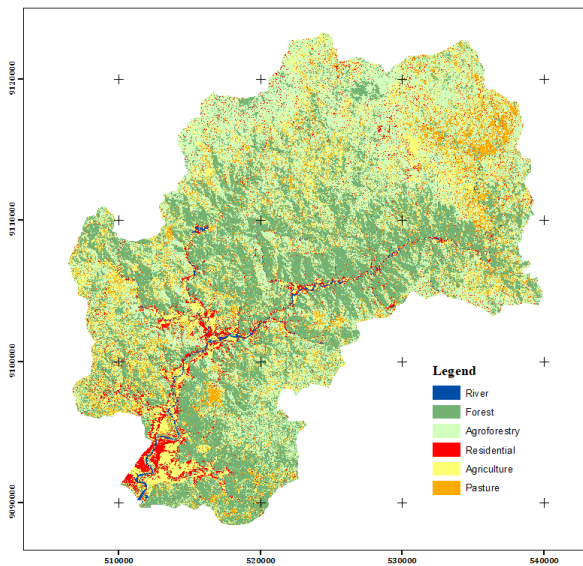 9120000
9110000
9100000
9090000
Legend
River
Forest
Agroforestry
Residential
Agriculture
Pasture
510000 520000 530000 540000